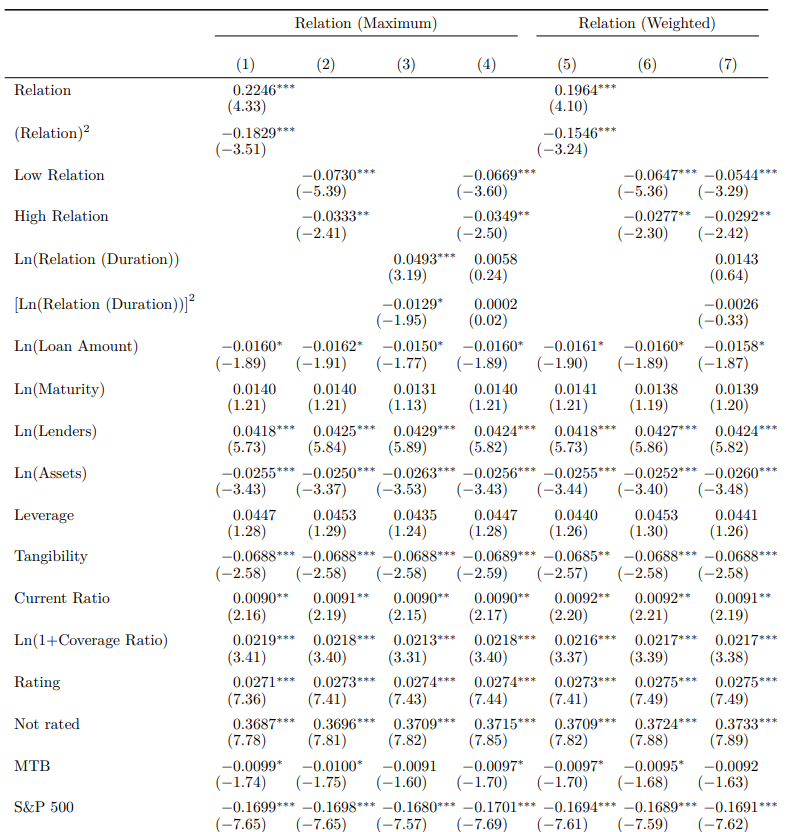 Relation (Maximum) Relation (Weighted)
(1) (2) (3) (4) (5) (6) (7)
Relation 0.2246*** 0.1964***
(4.33) (4.10)
(Relation)² −0.1829*** −0.1546***
(−3.51) (−3.24)
Low Relation −0.0730*** −0.0669*** −0.0647*** −0.0544***
(−5.39) (−3.60) (−5.36) (−3.29)
High Relation −0.0333** −0.0349** −0.0277** −0.0292**
(−2.41) (−2.50) (−2.30) (−2.42)
Ln(Relation (Duration)) 0.0493*** 0.0058 0.0143
(3.19) (0.24) (0.64)
[Ln(Relation (Duration))]² −0.0129* 0.0002 −0.0026
(−1.95) (0.02) (−0.33)
Ln(Loan Amount) −0.0160* −0.0162* −0.0150* −0.0160* −0.0161* −0.0160* −0.0158*
(−1.89) (−1.91) (−1.77) (−1.89) (−1.90) (−1.89) (−1.87)
Ln(Maturity) 0.0140 0.0140 0.0131 0.0140 0.0141 0.0138 0.0139
(1.21) (1.21) (1.13) (1.21) (1.21) (1.19) (1.20)
Ln(Lenders) 0.0418*** 0.0425*** 0.0429*** 0.0424*** 0.0418*** 0.0427*** 0.0424***
(5.73) (5.84) (5.89) (5.82) (5.73) (5.86) (5.82)
Ln(Assets) −0.0255*** −0.0250*** −0.0263*** −0.0256*** −0.0255*** −0.0252*** −0.0260***
(−3.43) (−3.37) (−3.53) (−3.43) (−3.44) (−3.40) (−3.48)
Leverage 0.0447 0.0453 0.0435 0.0447 0.0440 0.0453 0.0441
(1.28) (1.29) (1.24) (1.28) (1.26) (1.30) (1.26)
Tangibility −0.0688*** −0.0688*** −0.0688*** −0.0689*** −0.0685** −0.0688*** −0.0688***
(−2.58) (−2.58) (−2.58) (−2.59) (−2.57) (−2.58) (−2.58)
Current Ratio 0.0090** 0.0091** 0.0090** 0.0090** 0.0092** 0.0092** 0.0091**
(2.16) (2.19) (2.15) (2.17) (2.20) (2.21) (2.19)
Ln(1+Coverage Ratio) 0.0219*** 0.0218*** 0.0213*** 0.0218*** 0.0216*** 0.0217*** 0.0217***
(3.41) (3.40) (3.31) (3.40) (3.37) (3.39) (3.38)
Rating 0.0271*** 0.0273*** 0.0274*** 0.0274*** 0.0273*** 0.0275*** 0.0275***
(7.36) (7.41) (7.43) (7.44) (7.41) (7.49) (7.49)
Not rated 0.3687*** 0.3696*** 0.3709*** 0.3715*** 0.3709*** 0.3724*** 0.3733***
(7.78) (7.81) (7.82) (7.85) (7.82) (7.88) (7.89)
MTB −0.0099* −0.0100* −0.0091 −0.0097* −0.0097* −0.0095* −0.0092
(−1.74) (−1.75) (−1.60) (−1.70) (−1.70) (−1.68) (−1.63)
S&P 500 −0.1699*** −0.1698*** −0.1680*** −0.1701*** −0.1694*** −0.1689*** −0.1691***
(−7.65) (−7.65) (−7.57) (−7.69) (−7.61) (−7.59) (−7.62)